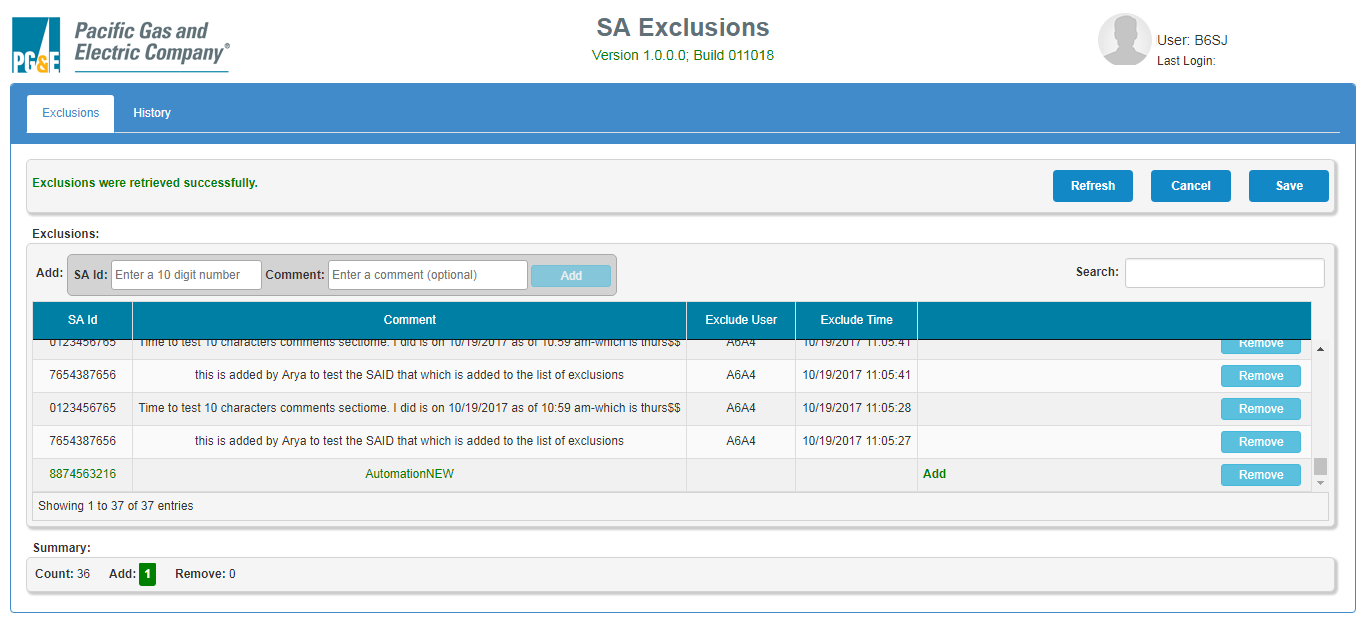 PG&E Pacific Gas and
Electric Company®
SA Exclusions
Version 1.0.0.0; Build 011018
User: B6SJ
Last Login:
Exclusions History
Exclusions were retrieved successfully.
Refresh Cancel Save
Exclusions:
Add: SA Id: Enter a 10 digit number Comment: Enter a comment (optional) Add Search:
SA Id Comment Exclude User Exclude Time
0123456765 Time to test 10 characters comments sectiome. I did is on 10/19/2017 as of 10:59 am-which is thurs$$ A6A4 10/19/2017 11:05:41 Remove
7654387656 this is added by Arya to test the SAID that which is added to the list of exclusions A6A4 10/19/2017 11:05:41 Remove
0123456765 Time to test 10 characters comments sectiome. I did is on 10/19/2017 as of 10:59 am-which is thurs$$ A6A4 10/19/2017 11:05:28 Remove
7654387656 this is added by Arya to test the SAID that which is added to the list of exclusions A6A4 10/19/2017 11:05:27 Remove
8874563216 AutomationNEW Add Remove
Showing 1 to 37 of 37 entries
Summary:
Count: 36 Add: 1 Remove: 0